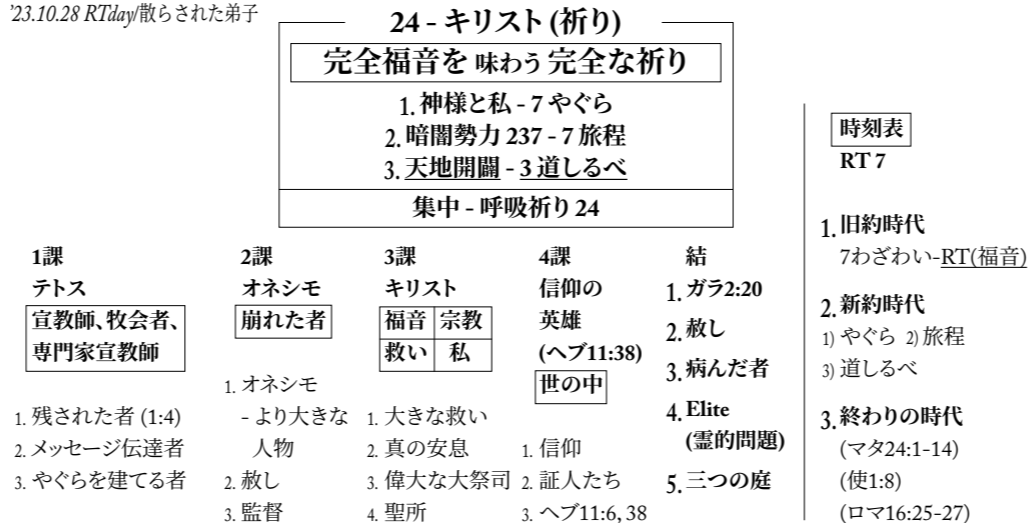 '23.10.28 RTday/散らされた弟子
24 - キリスト (祈り)
完全福音を 味わう 完全な祈り
1. 神様と私 - 7 やぐら
2. 暗闇勢力 237 - 7 旅程
3. 天地開闢 - 3 道しるべ
集中 - 呼吸祈り 24
1課
テトス
宣教師、牧会者、
専門家宣教師
1. 残された者 (1:4)
2. メッセージ伝達者
3. やぐらを建てる者
2課
オネシモ
崩れた者
1. オネシモ
- より大きな
人物
2. 赦し
3. 監督
3課
キリスト
福音 宗教
救い 私
1. 大きな救い
2. 真の安息
3. 偉大な大祭司
4. 聖所
4課
信仰の
英雄
(ヘブ11:38)
世の中
1. 信仰
2. 証人たち
3. ヘブ11:6, 38
結
1. ガラ2:20
2. 赦し
3. 病んだ者
4. Elite
(霊的問題)
5. 三つの庭
時刻表
RT 7
1. 旧約時代
7わざわい-RT(福音)
2. 新約時代
1) やぐら 2) 旅程
3) 道しるべ
3. 終わりの時代
(マタ24:1-14)
(使1:8)
(ロマ16:25-27)